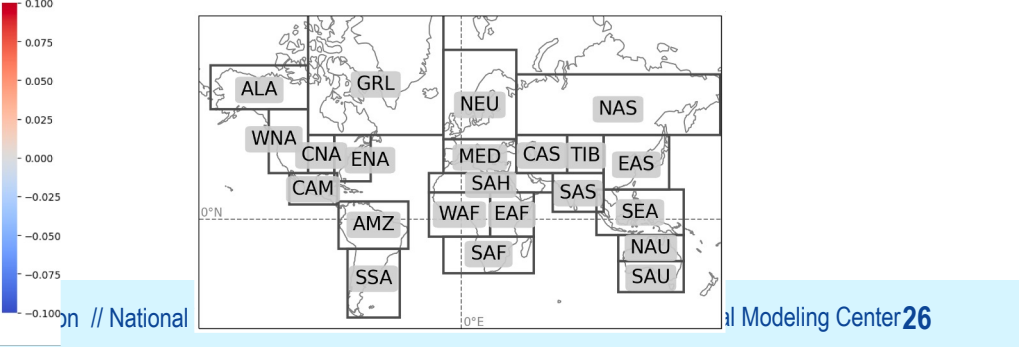 0.100
0.075
0.050
0.025
0.000
−0.025
−0.050
−0.075
−0.100
ALA
GRL
NEU
NAS
WNA
CNA
ENA
MED
CAS
TIB
EAS
CAM
SAH
SAS
0°N
AMZ
WAF
EAF
SEA
SAF
NAU
SSA
SAU
0°E
on // National
al Modeling Center 26